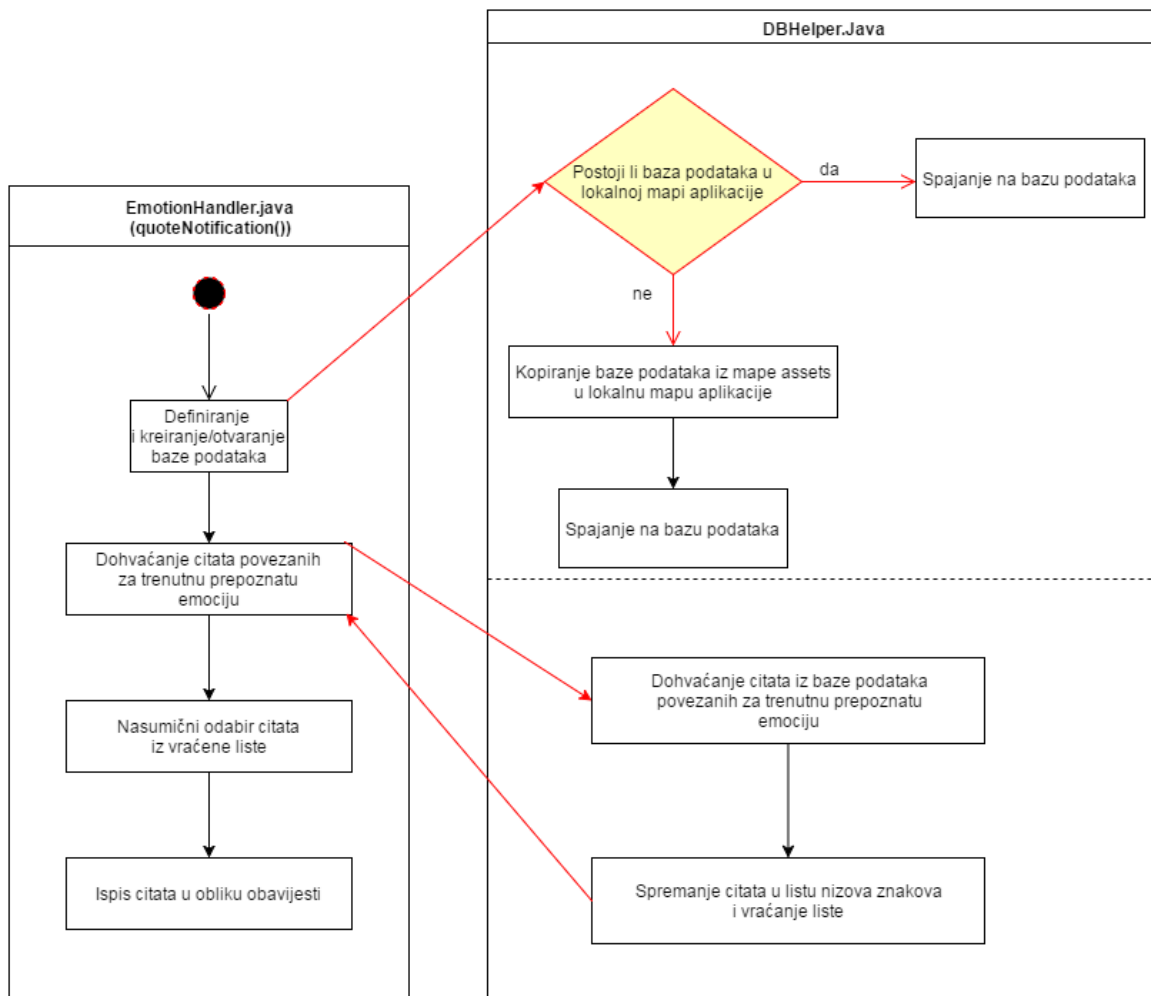 EmotionHandler.java
(quoteNotification())
Definiranje
i kreiranje/otvaranje
baze podataka
Dohvaćanje citata povezanih
za trenutnu prepoznatu
emociju
Nasumični odabir citata
iz vraćene liste
Ispis citata u obliku obavijesti
DBHelper.Java
Postoji li baza podataka u
lokalnoj mapi aplikacije
da
Spajanje na bazu podataka
ne
Kopiranje baze podataka iz mape assets
u lokalnu mapu aplikacije
Spajanje na bazu podataka
Dohvaćanje citata iz baze podataka
povezanih za trenutnu prepoznatu
emociju
Spremanje citata u listu nizova znakova
i vraćanje liste